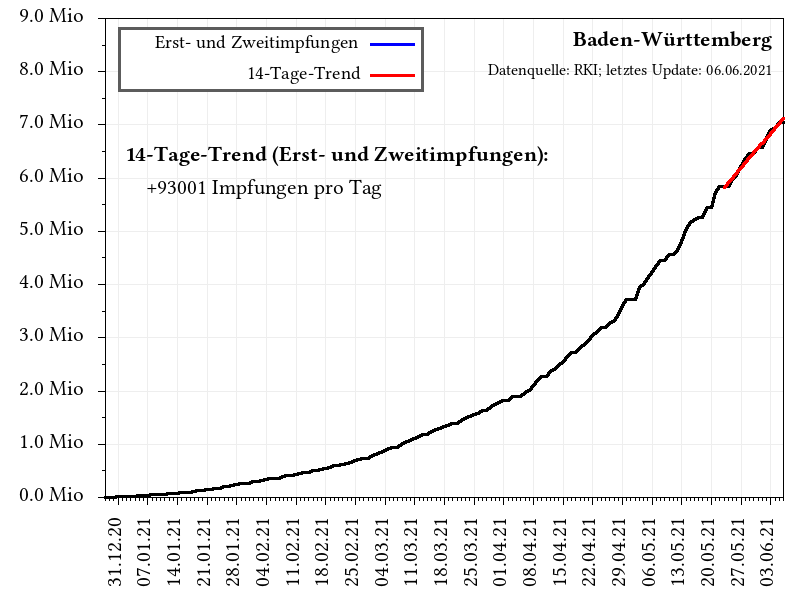 9.0 Mio
8.0 Mio
7.0 Mio
6.0 Mio
5.0 Mio
4.0 Mio
3.0 Mio
2.0 Mio
1.0 Mio
0.0 Mio
Erst- und Zweitimpfungen
14-Tage-Trend
Baden-Württemberg
Datenquelle: RKI; letztes Update: 06.06.2021
14-Tage-Trend (Erst- und Zweitimpfungen):
+93001 Impfungen pro Tag
31.12.20
07.01.21
14.01.21
21.01.21
28.01.21
04.02.21
11.02.21
18.02.21
25.02.21
04.03.21
11.03.21
18.03.21
25.03.21
01.04.21
08.04.21
15.04.21
22.04.21
29.04.21
06.05.21
13.05.21
20.05.21
27.05.21
03.06.21